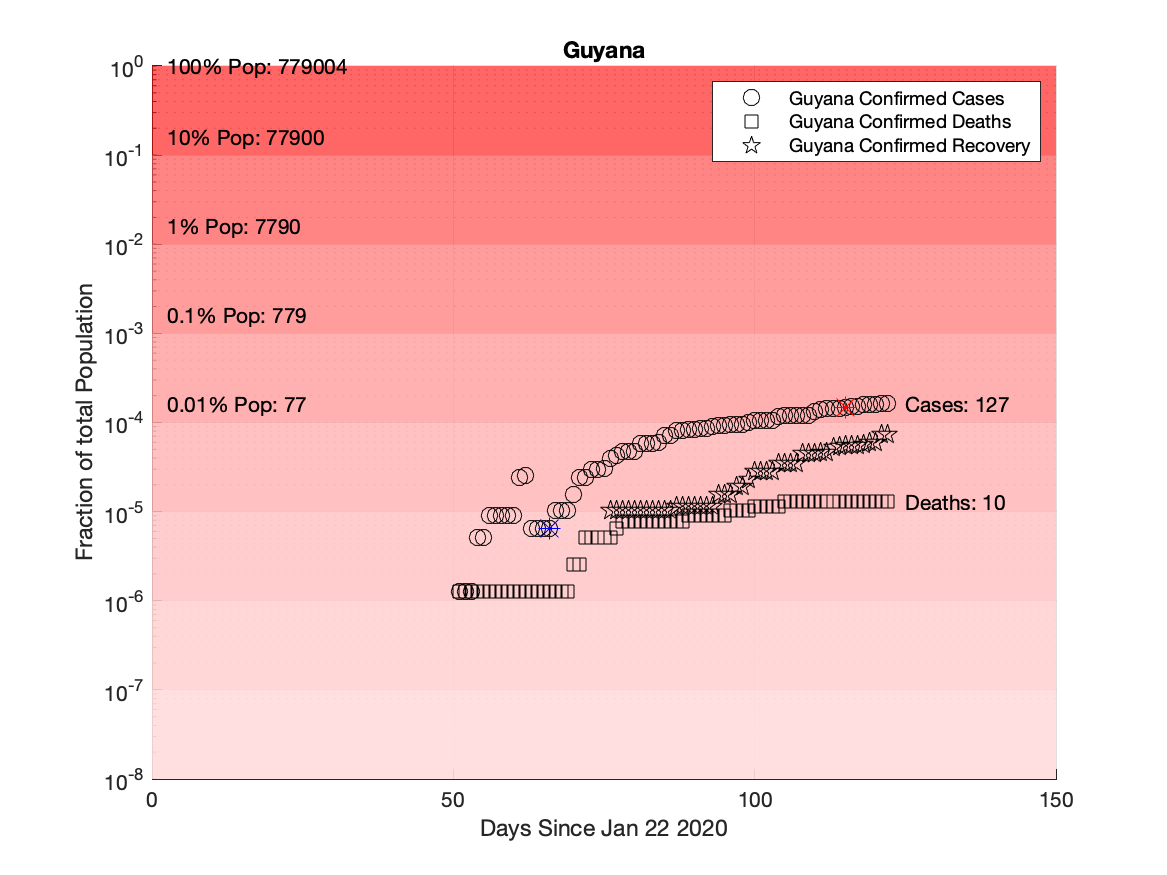 Guyana
10^0
100% Pop: 779004
Guyana Confirmed Cases
Guyana Confirmed Deaths
Guyana Confirmed Recovery
10% Pop: 77900
10^-1
1% Pop: 7790
10^-2
0.1% Pop: 779
10^-3
0.01% Pop: 77
Cases: 127
10^-4
Deaths: 10
10^-5
10^-6
10^-7
10^-8
Fraction of total Population
0 50 100 150
Days Since Jan 22 2020